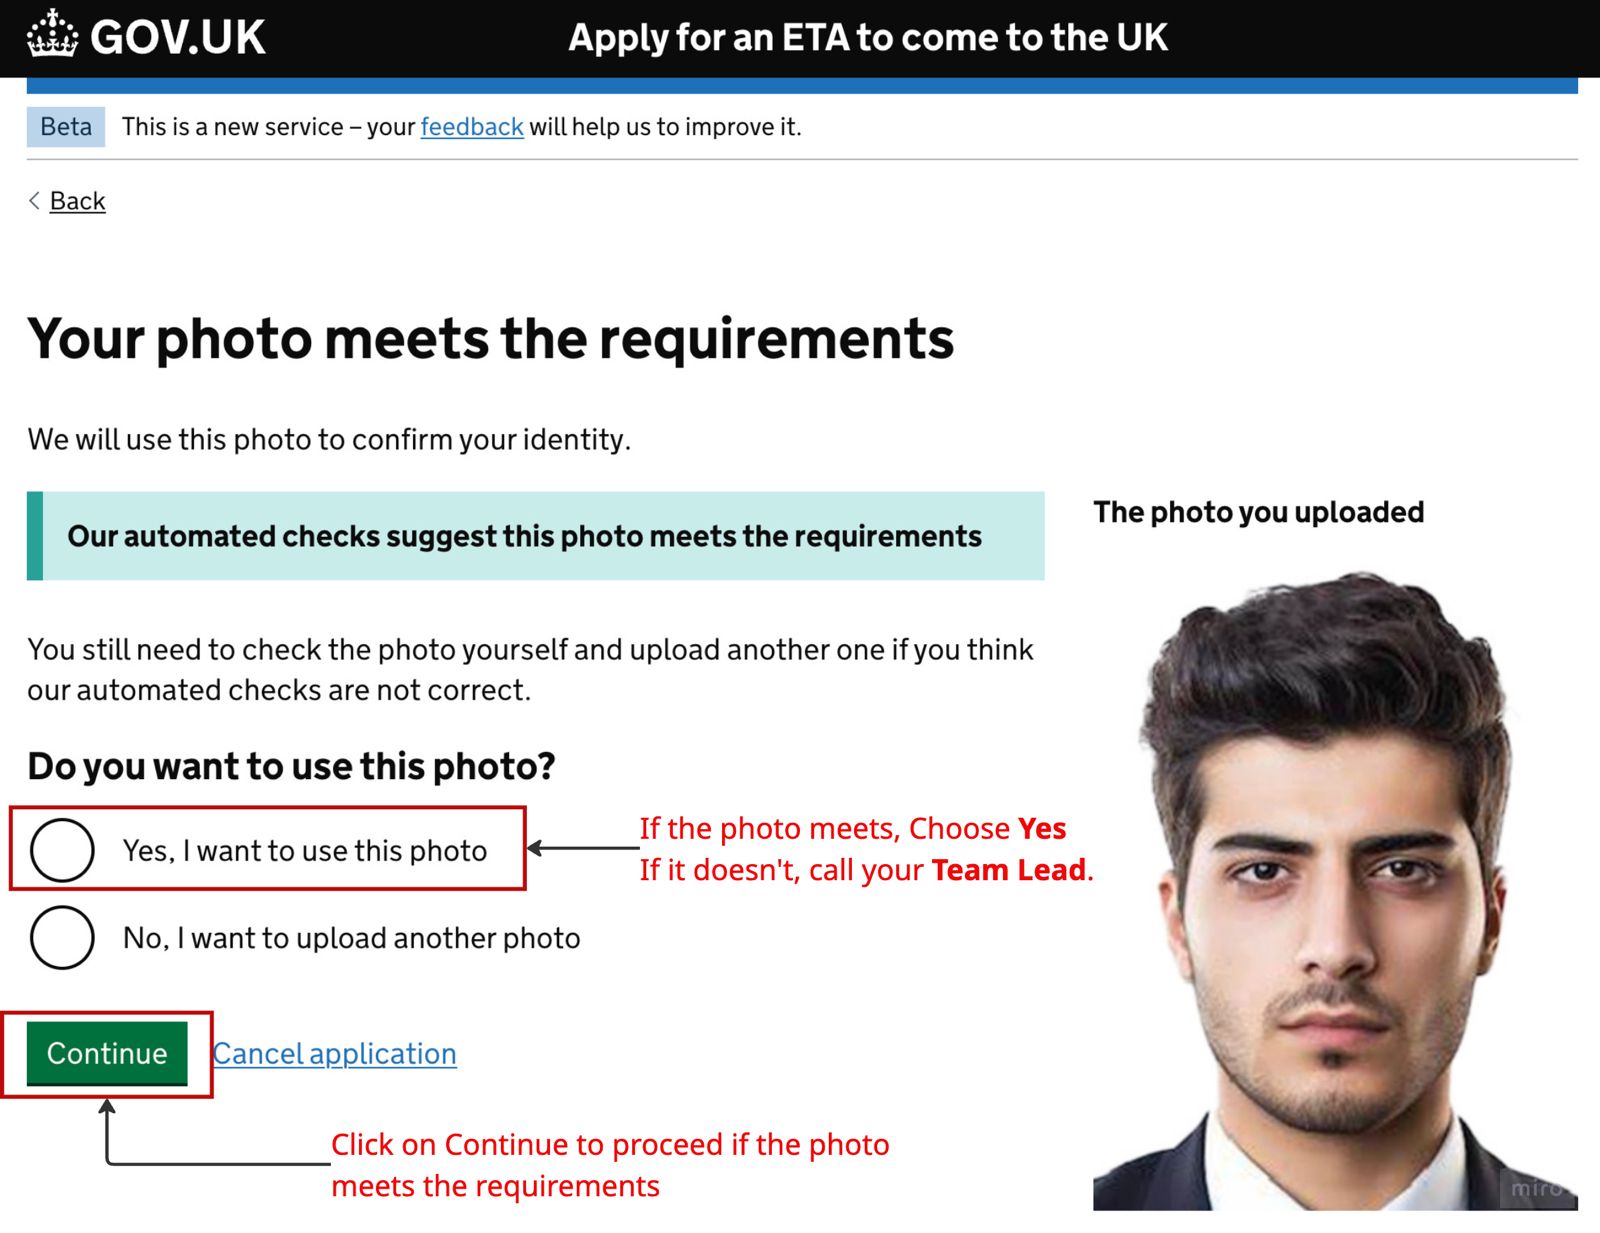 GOV.UK
Apply for an ETA to come to the UK
Beta This is a new service – your feedback will help us to improve it.
Back
Your photo meets the requirements
We will use this photo to confirm your identity.
Our automated checks suggest this photo meets the requirements
The photo you uploaded
You still need to check the photo yourself and upload another one if you think
our automated checks are not correct.
Do you want to use this photo?
Yes, I want to use this photo
If the photo meets, Choose Yes
If it doesn't, call your Team Lead.
No, I want to upload another photo
Continue Cancel application
Click on Continue to proceed if the photo
meets the requirements
miro